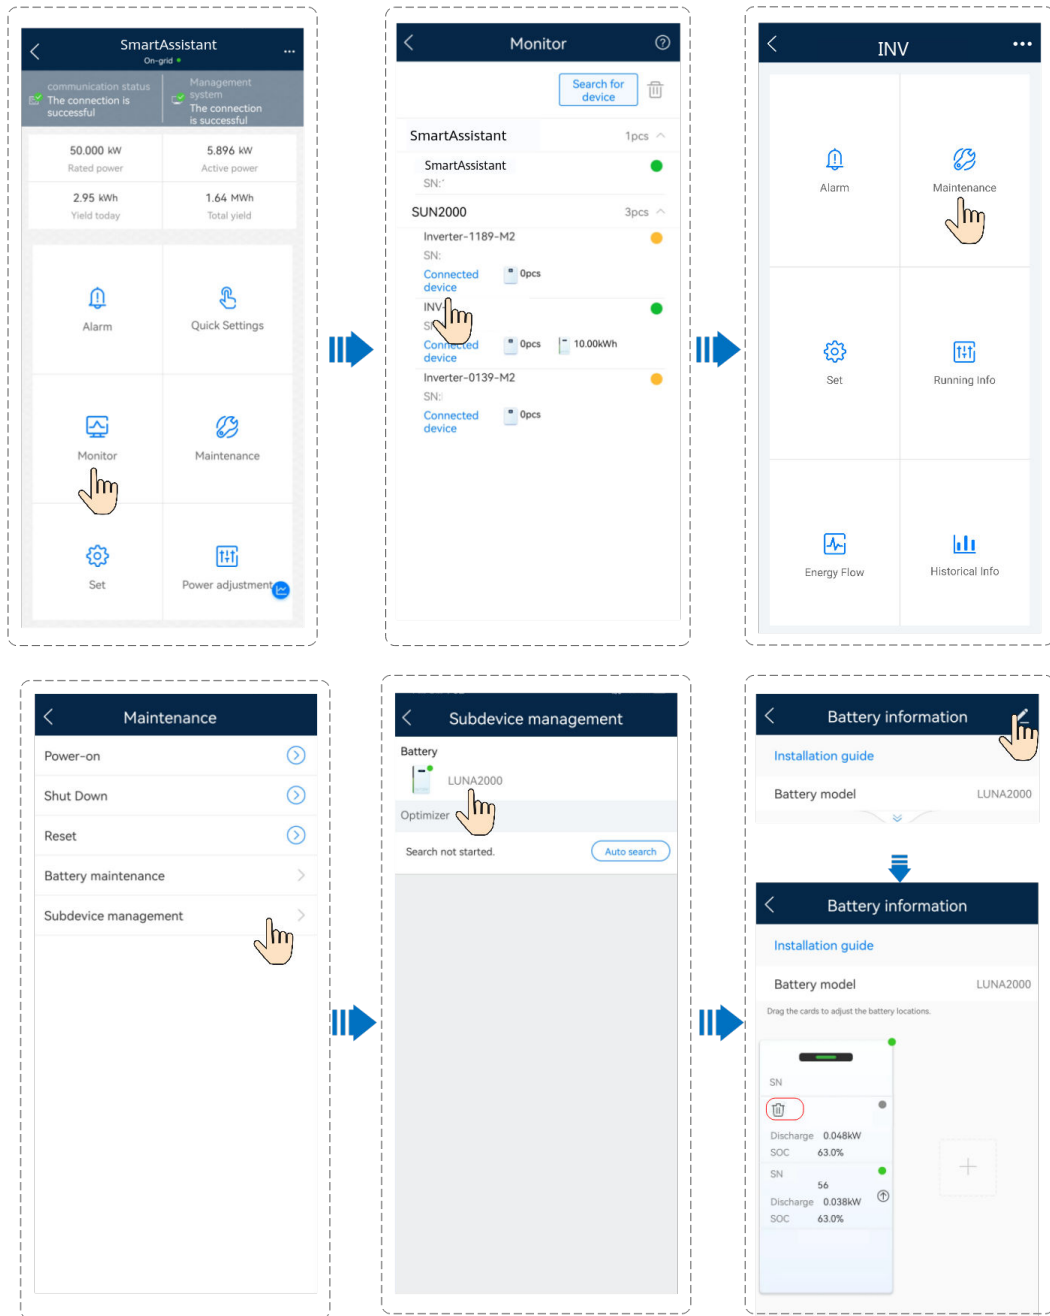 SmartAssistant
On-grid
...
communication status
The connection is
successful
Management
system
The connection
is successful
50.000 kW
Rated power
5.896 kW
Active power
2.95 kWh
Yield today
1.64 MWh
Total yield
Alarm
Quick Settings
Monitor
Maintenance
Set
Power adjustment
Monitor
Search for
device
SmartAssistant
1pcs
SmartAssistant
SN:
SUN2000
3pcs
Inverter-1189-M2
SN:
Connected
device
0pcs
INV-
Connected
device
0pcs
10.00kWh
Inverter-0139-M2
SN:
Connected
device
0pcs
INV
...
Alarm
Maintenance
Set
Running Info
Energy Flow
Historical Info
Maintenance
Power-on
Shut Down
Reset
Battery maintenance
Subdevice management
Subdevice management
Battery
LUNA2000
Optimizer
Search not started.
Auto search
Battery information
Installation guide
Battery model
LUNA2000
Battery information
Installation guide
Battery model
LUNA2000
Drag the cards to adjust the battery locations.
SN
Discharge 0.048kW
SOC 63.0%
SN
56
Discharge 0.038kW
SOC 63.0%